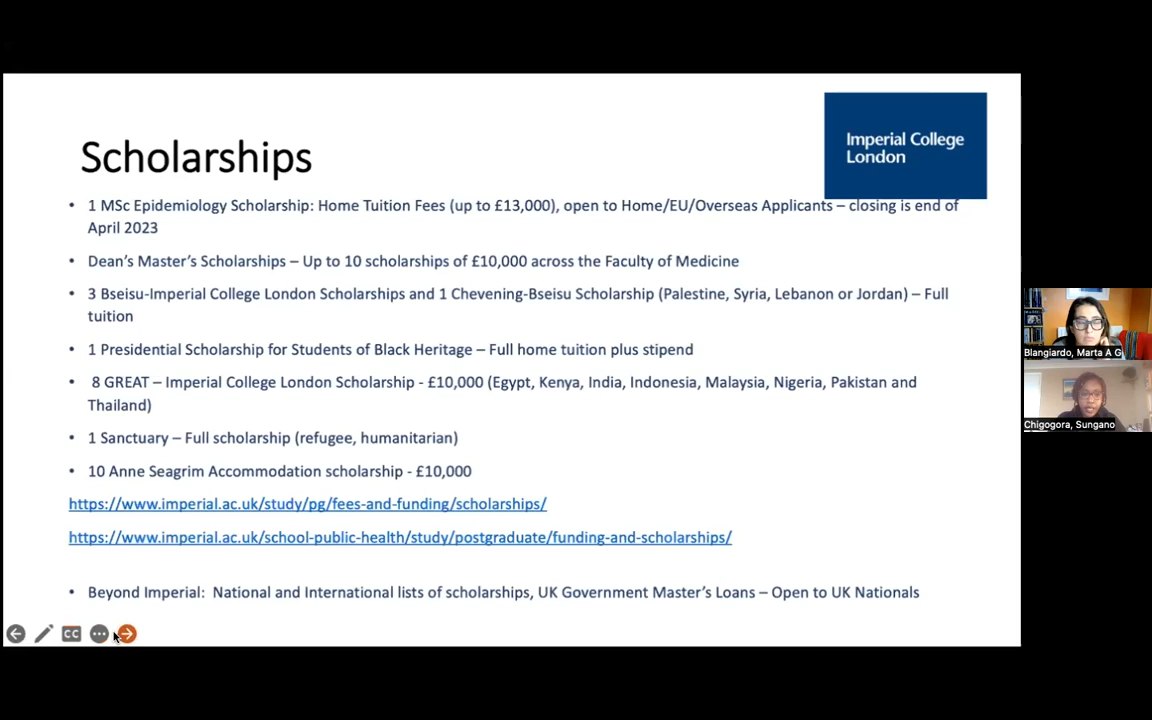 Imperial College
London
Scholarships
• 1 MSc Epidemiology Scholarship: Home Tuition Fees (up to £13,000), open to Home/EU/Overseas Applicants – closing is end of
April 2023
• Dean’s Master’s Scholarships – Up to 10 scholarships of £10,000 across the Faculty of Medicine
• 3 Bseisu-Imperial College London Scholarships and 1 Chevening-Bseisu Scholarship (Palestine, Syria, Lebanon or Jordan) – Full
tuition
• 1 Presidential Scholarship for Students of Black Heritage – Full home tuition plus stipend
• 8 GREAT – Imperial College London Scholarship - £10,000 (Egypt, Kenya, India, Indonesia, Malaysia, Nigeria, Pakistan and
Thailand)
• 1 Sanctuary – Full scholarship (refugee, humanitarian)
• 10 Anne Seagrim Accommodation scholarship - £10,000
https://www.imperial.ac.uk/study/pg/fees-and-funding/scholarships/
https://www.imperial.ac.uk/school-public-health/study/postgraduate/funding-and-scholarships/
• Beyond Imperial: National and International lists of scholarships, UK Government Master’s Loans – Open to UK Nationals
CC
Blangiardo, Marta A G
Chigogora, Sungano